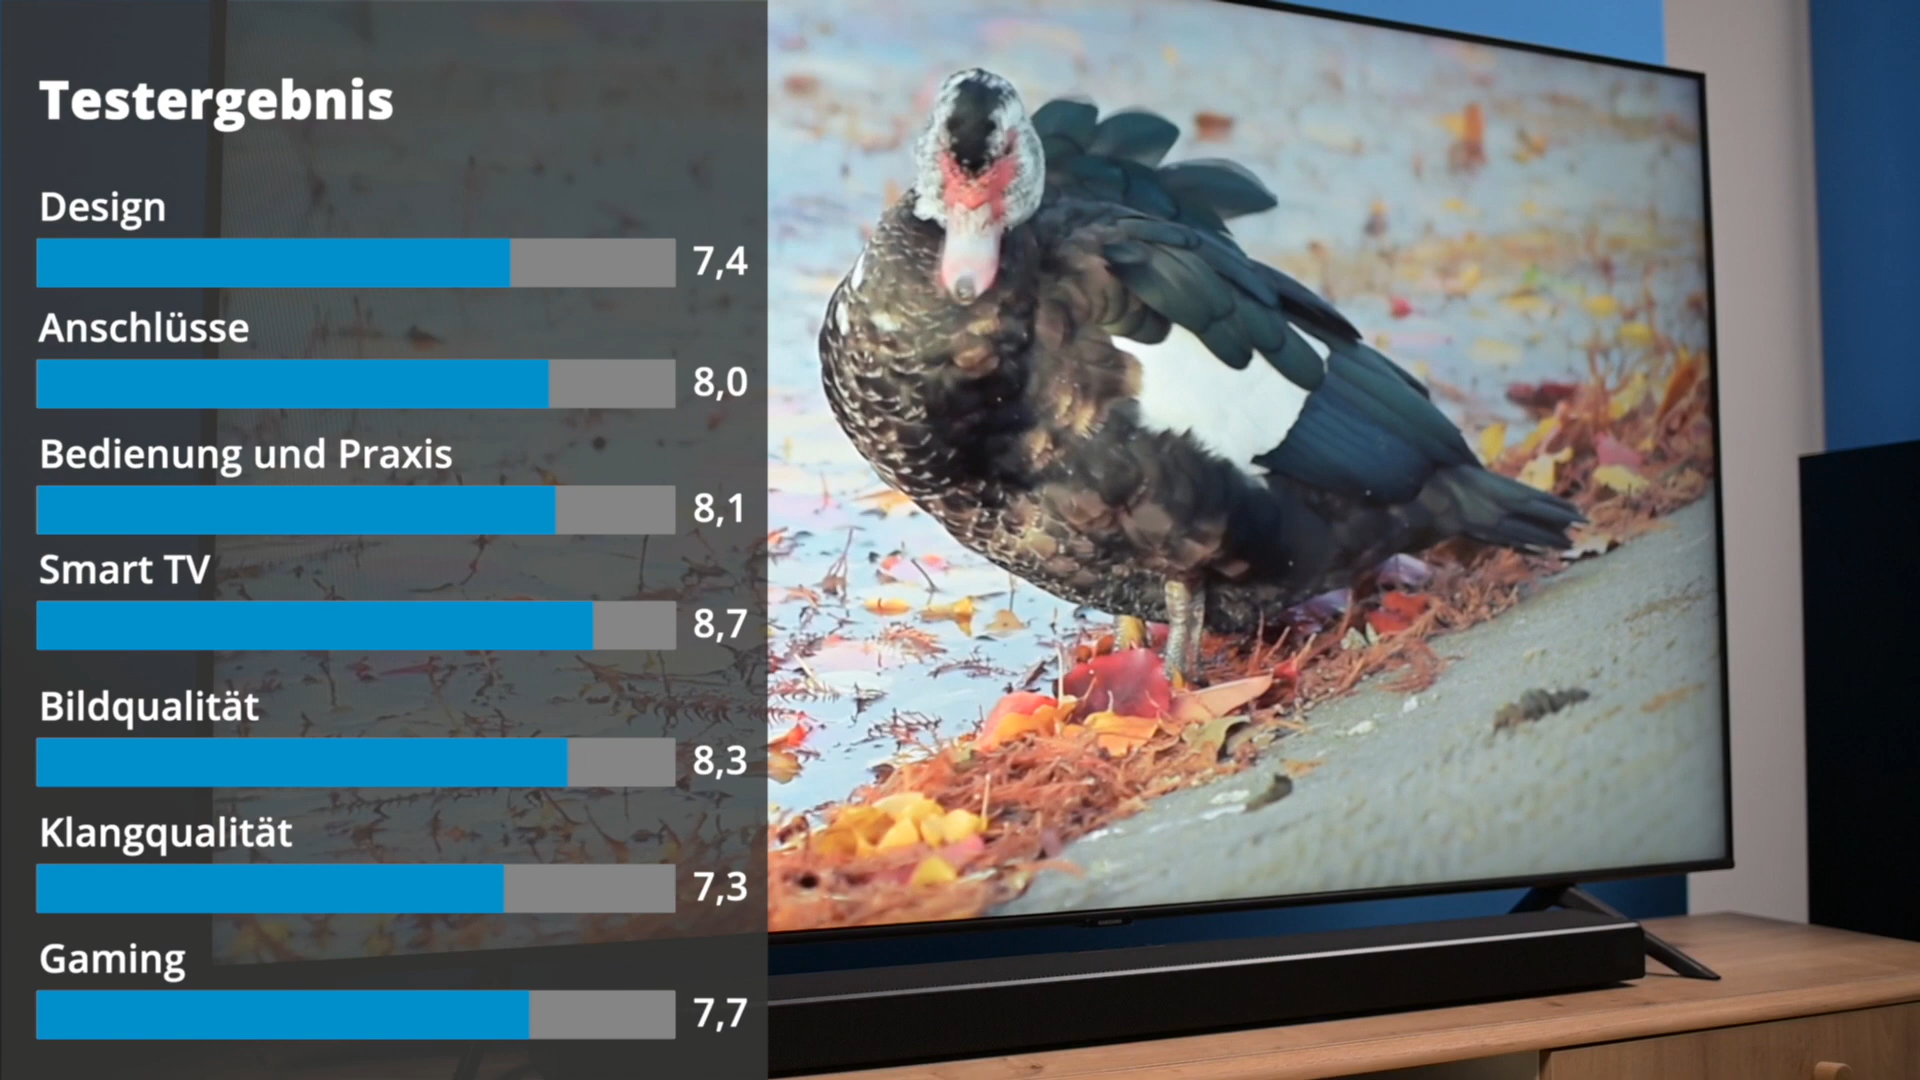 Testergebnis
Design
7,4
Anschlüsse
8,0
Bedienung und Praxis
8,1
Smart TV
8,7
Bildqualität
8,3
Klangqualität
7,3
Gaming
7,7